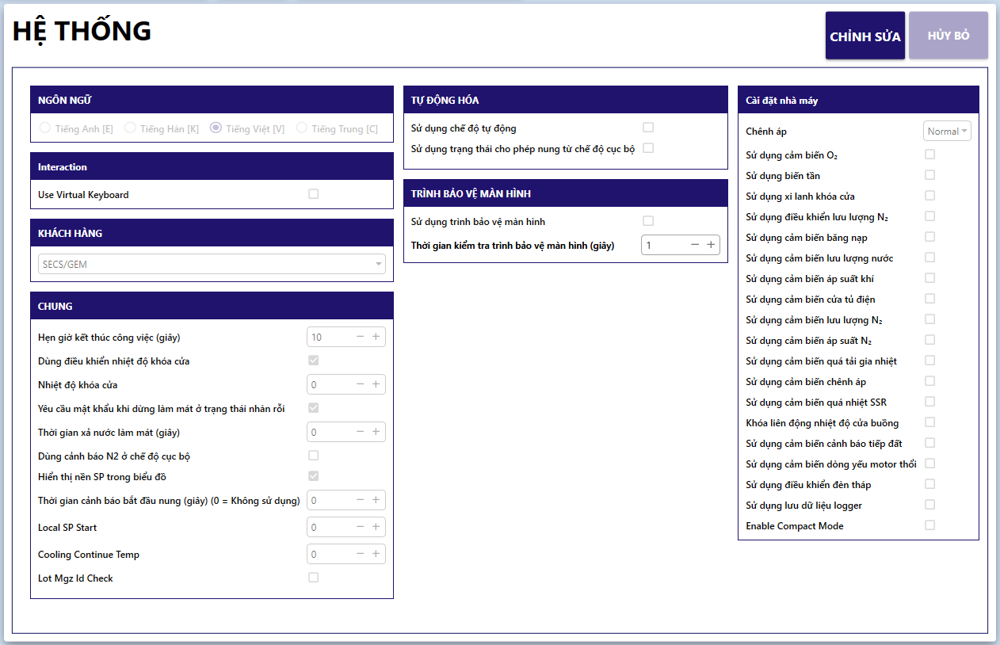 HỆ THỐNG
CHỈNH SỬA
HỦY BỎ
NGÔN NGỮ
Tiếng Anh [E]
Tiếng Hàn [K]
Tiếng Việt [V]
Tiếng Trung [C]
Interaction
Use Virtual Keyboard
KHÁCH HÀNG
SECS/GEM
CHUNG
Hẹn giờ kết thúc công việc (giây)
10
Dùng điều khiển nhiệt độ khóa cửa
Nhiệt độ khóa cửa
0
Yêu cầu mật khẩu khi dừng làm mát ở trạng thái nhàn rỗi
Thời gian xả nước làm mát (giây)
0
Dùng cảnh báo N2 ở chế độ cục bộ
Hiển thị nền SP trong biểu đồ
Thời gian cảnh báo bắt đầu nung (giây) (0 = Không sử dụng)
0
Local SP Start
0
Cooling Continue Temp
0
Lot Mgz Id Check
TỰ ĐỘNG HÓA
Sử dụng chế độ tự động
Sử dụng trạng thái cho phép nung từ chế độ cục bộ
TRÌNH BẢO VỆ MÀN HÌNH
Sử dụng trình bảo vệ màn hình
Thời gian kiểm tra trình bảo vệ màn hình (giây)
1
Cài đặt nhà máy
Chênh áp
Normal
Sử dụng cảm biến O₂
Sử dụng biến tần
Sử dụng xi lanh khóa cửa
Sử dụng điều khiển lưu lượng N₂
Sử dụng cảm biến băng nạp
Sử dụng cảm biến lưu lượng nước
Sử dụng cảm biến áp suất khí
Sử dụng cảm biến cửa tủ điện
Sử dụng cảm biến lưu lượng N₂
Sử dụng cảm biến áp suất N₂
Sử dụng cảm biến quá tải gia nhiệt
Sử dụng cảm biến chênh áp
Sử dụng cảm biến quá nhiệt SSR
Khóa liên động nhiệt độ cửa buồng
Sử dụng cảm biến cảnh báo tiếp đất
Sử dụng cảm biến dòng yếu motor thổi
Sử dụng điều khiển đèn tháp
Sử dụng lưu dữ liệu logger
Enable Compact Mode